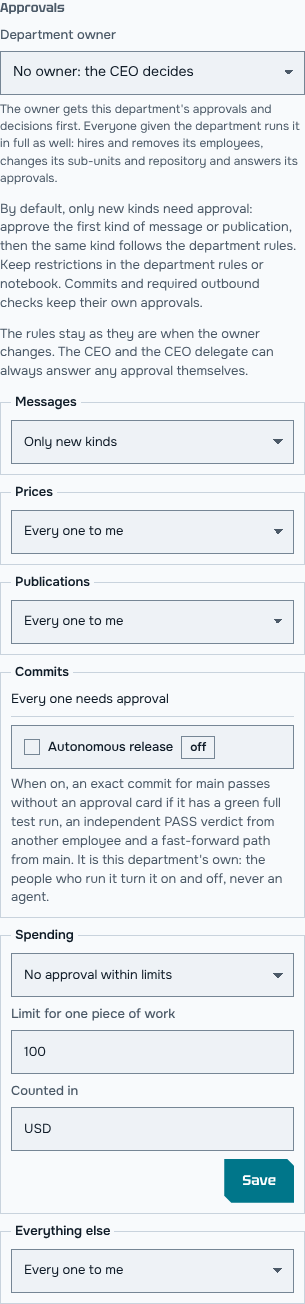 Approvals
Department owner
No owner: the CEO decides
The owner gets this department's approvals and
decisions first. Everyone given the department runs it
in full as well: hires and removes its employees,
changes its sub-units and repository and answers its
approvals.
By default, only new kinds need approval:
approve the first kind of message or publication,
then the same kind follows the department rules.
Keep restrictions in the department rules or
notebook. Commits and required outbound
checks keep their own approvals.
The rules stay as they are when the owner
changes. The CEO and the CEO delegate can
always answer any approval themselves.
Messages
Only new kinds
Prices
Every one to me
Publications
Every one to me
Commits
Every one needs approval
Autonomous release off
When on, an exact commit for main passes
without an approval card if it has a green full
test run, an independent PASS verdict from
another employee and a fast-forward path
from main. It is this department's own: the
people who run it turn it on and off, never an
agent.
Spending
No approval within limits
Limit for one piece of work
100
Counted in
USD
Save
Everything else
Every one to me